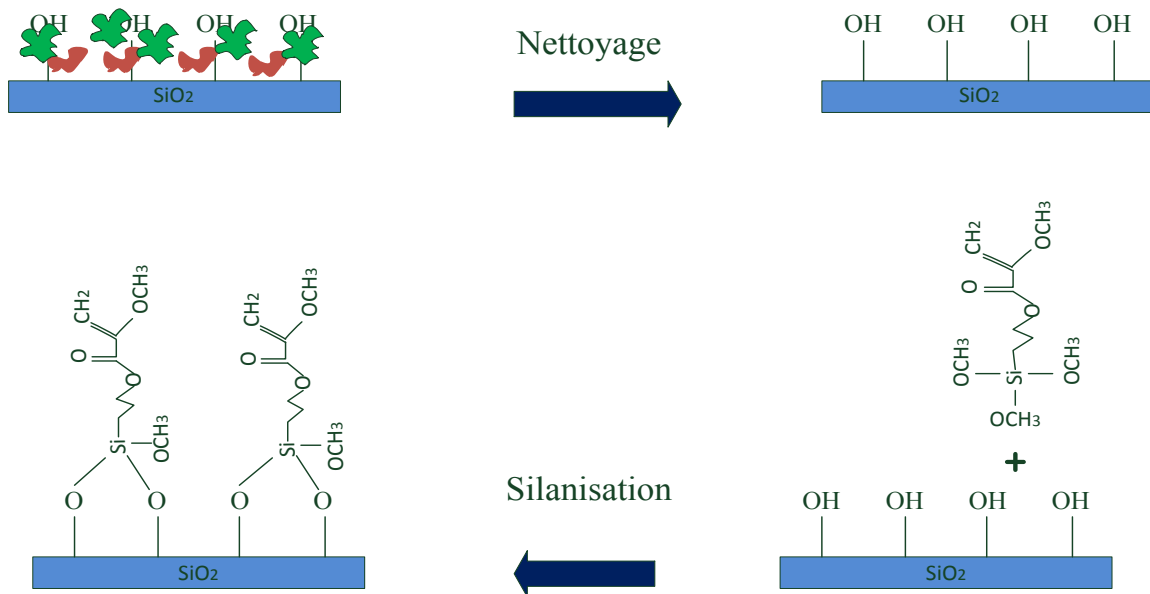 OH OH OH OH
SiO2
Nettoyage
OH OH OH OH
SiO2
CH2
OCH3
O
O
Si
OCH3
O O
CH2
OCH3
O
O
Si
OCH3
O O
SiO2
Silanisation
CH2
OCH3
O
O
OCH3
Si
OCH3
OCH3
+
OH OH OH OH
SiO2